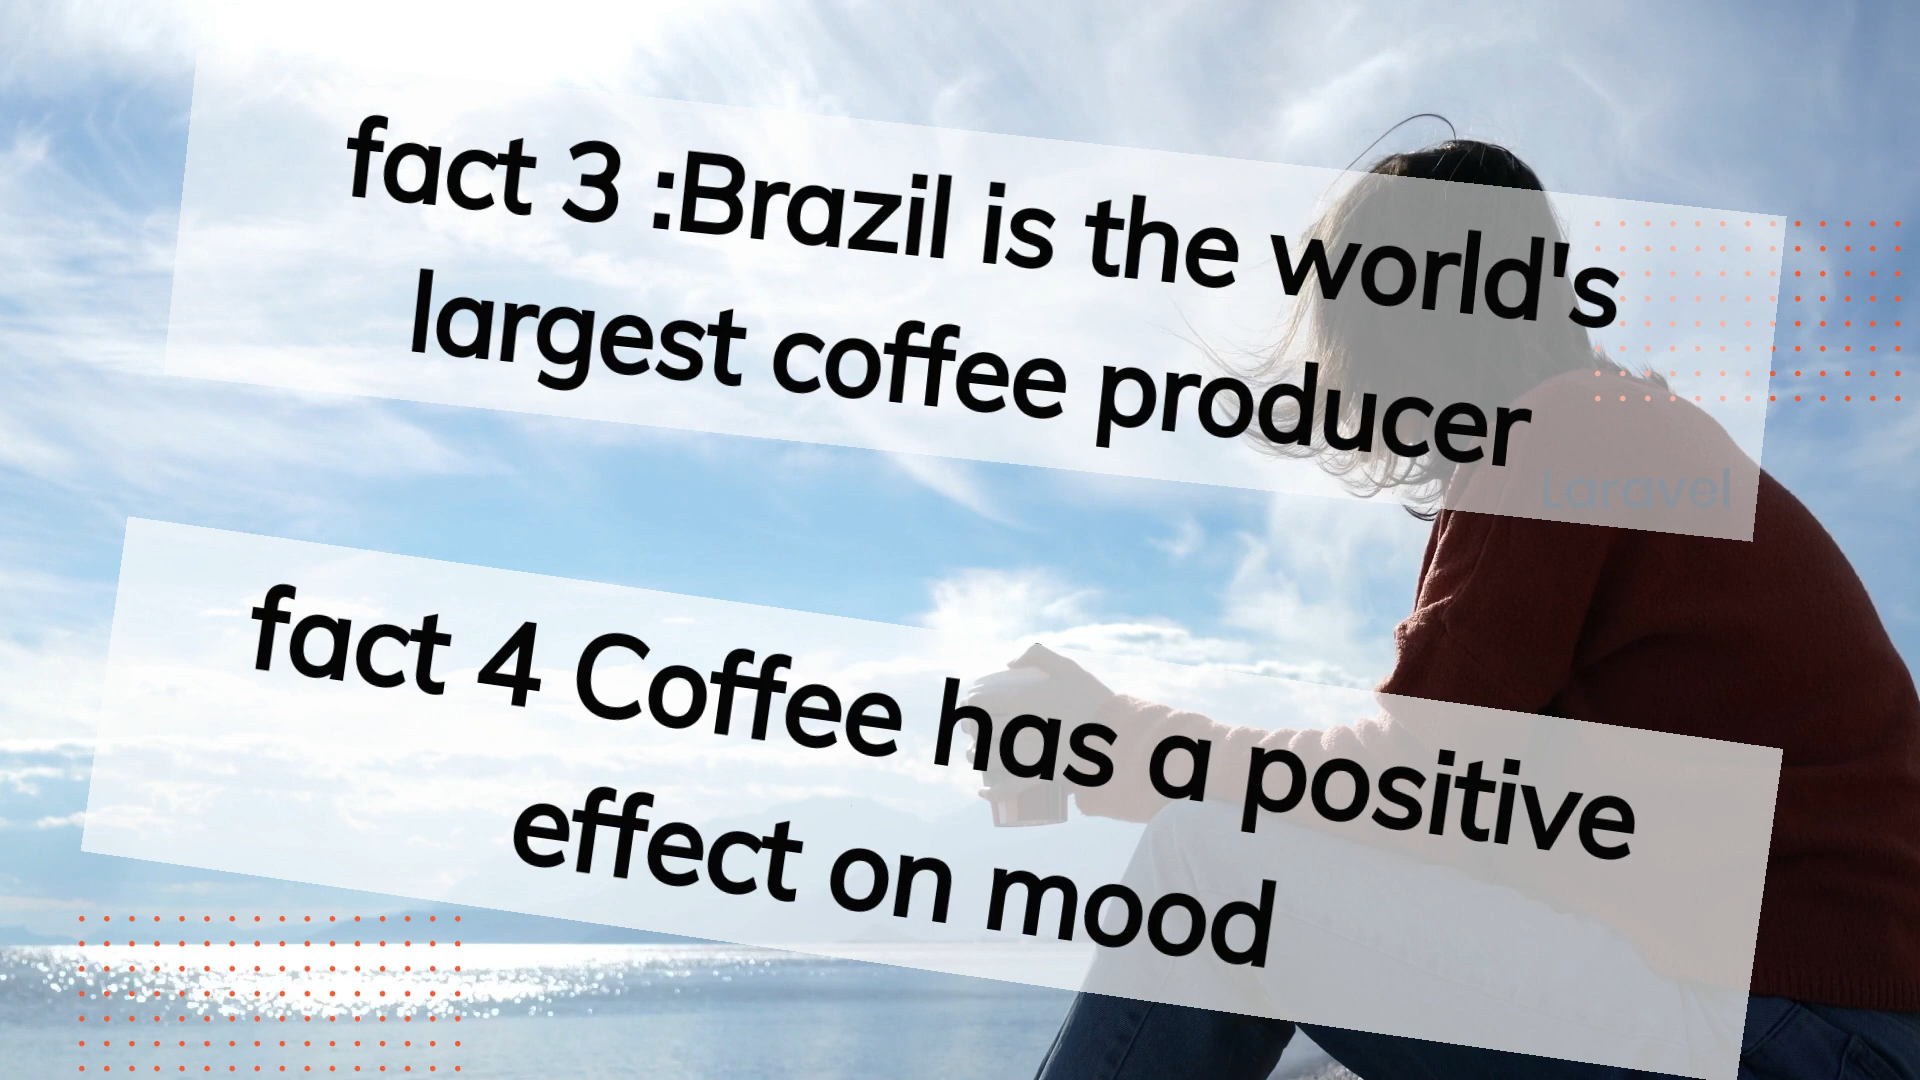 fact 3 :Brazil is the world's
largest coffee producer
Laravel
fact 4 Coffee has a positive
effect on mood